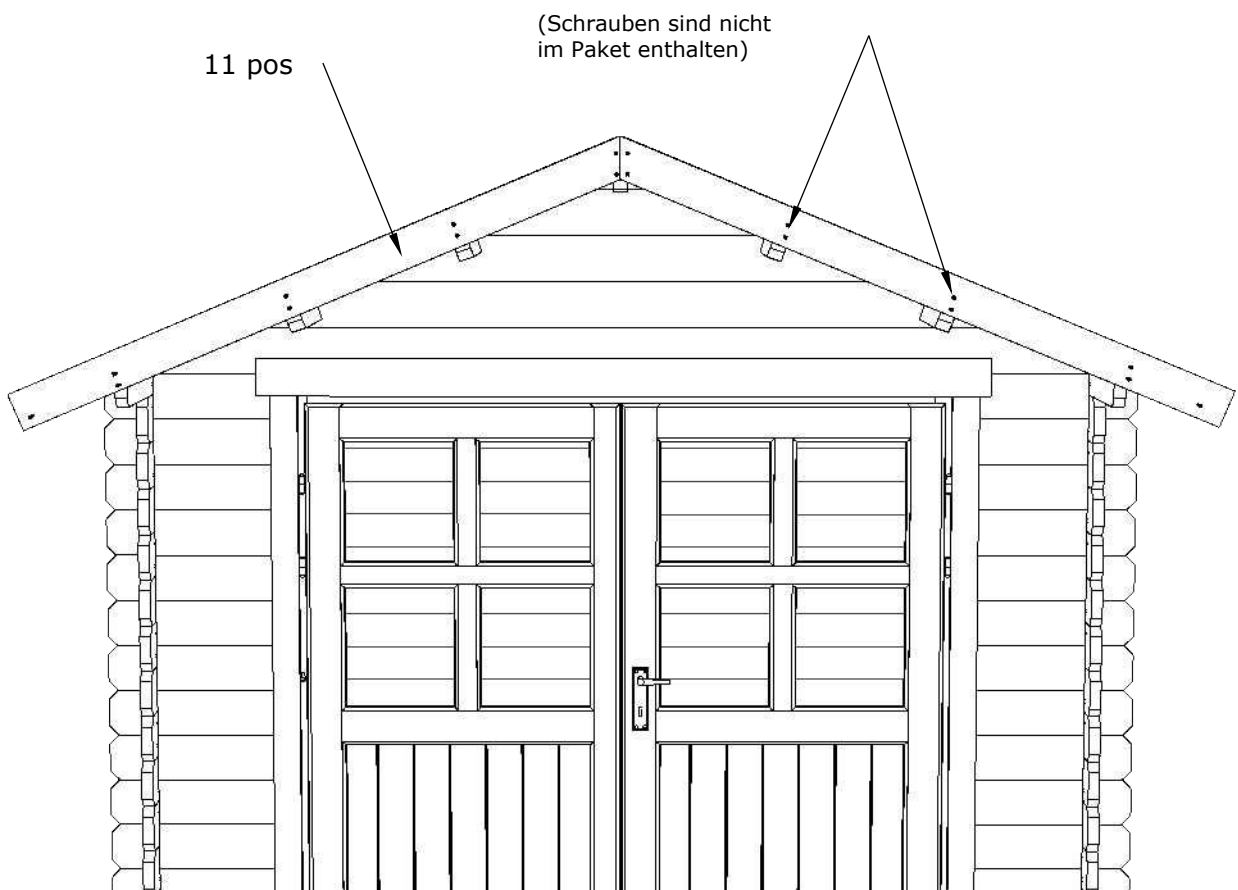 (Schrauben sind nicht
im Paket enthalten)
11 pos